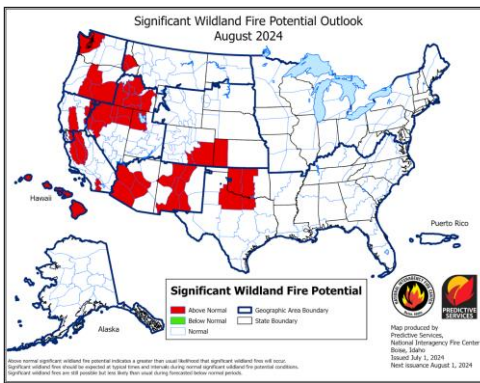 Significant Wildland Fire Potential Outlook
August 2024
Hawaii
Puerto Rico
Alaska
Significant Wildland Fire Potential
Above Normal
Geographic Area Boundary
Below Normal
State Boundary
Normal
PREDICTIVE
SERVICES
Map produced by
Predictive Services,
National Interagency Fire Center
Boise, Idaho
Issued July 1, 2024
Next issuance August 1, 2024
Above normal significant wildland fire potential indicates a greater than usual likelihood that significant wildland fires will occur.
Significant wildland fires should be expected at typical times and intervals during normal significant wildland fire potential conditions.
Significant wildland fires are still possible but less likely than usual during forecasted below normal periods.